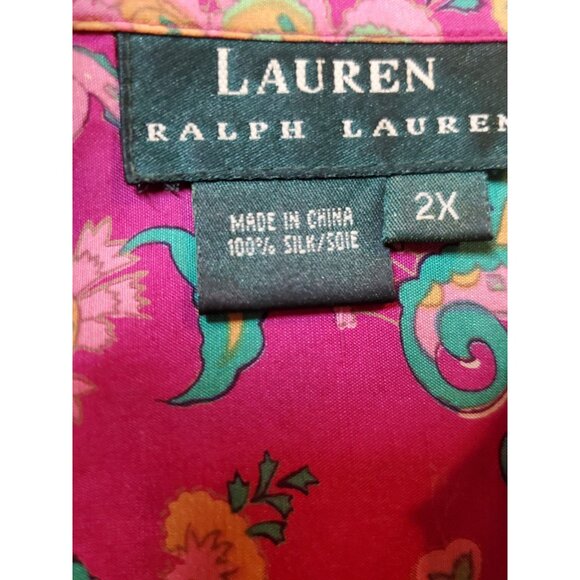 LAUREN
RALPH LAUREN
MADE IN CHINA
100% SILK/SOIE
2X